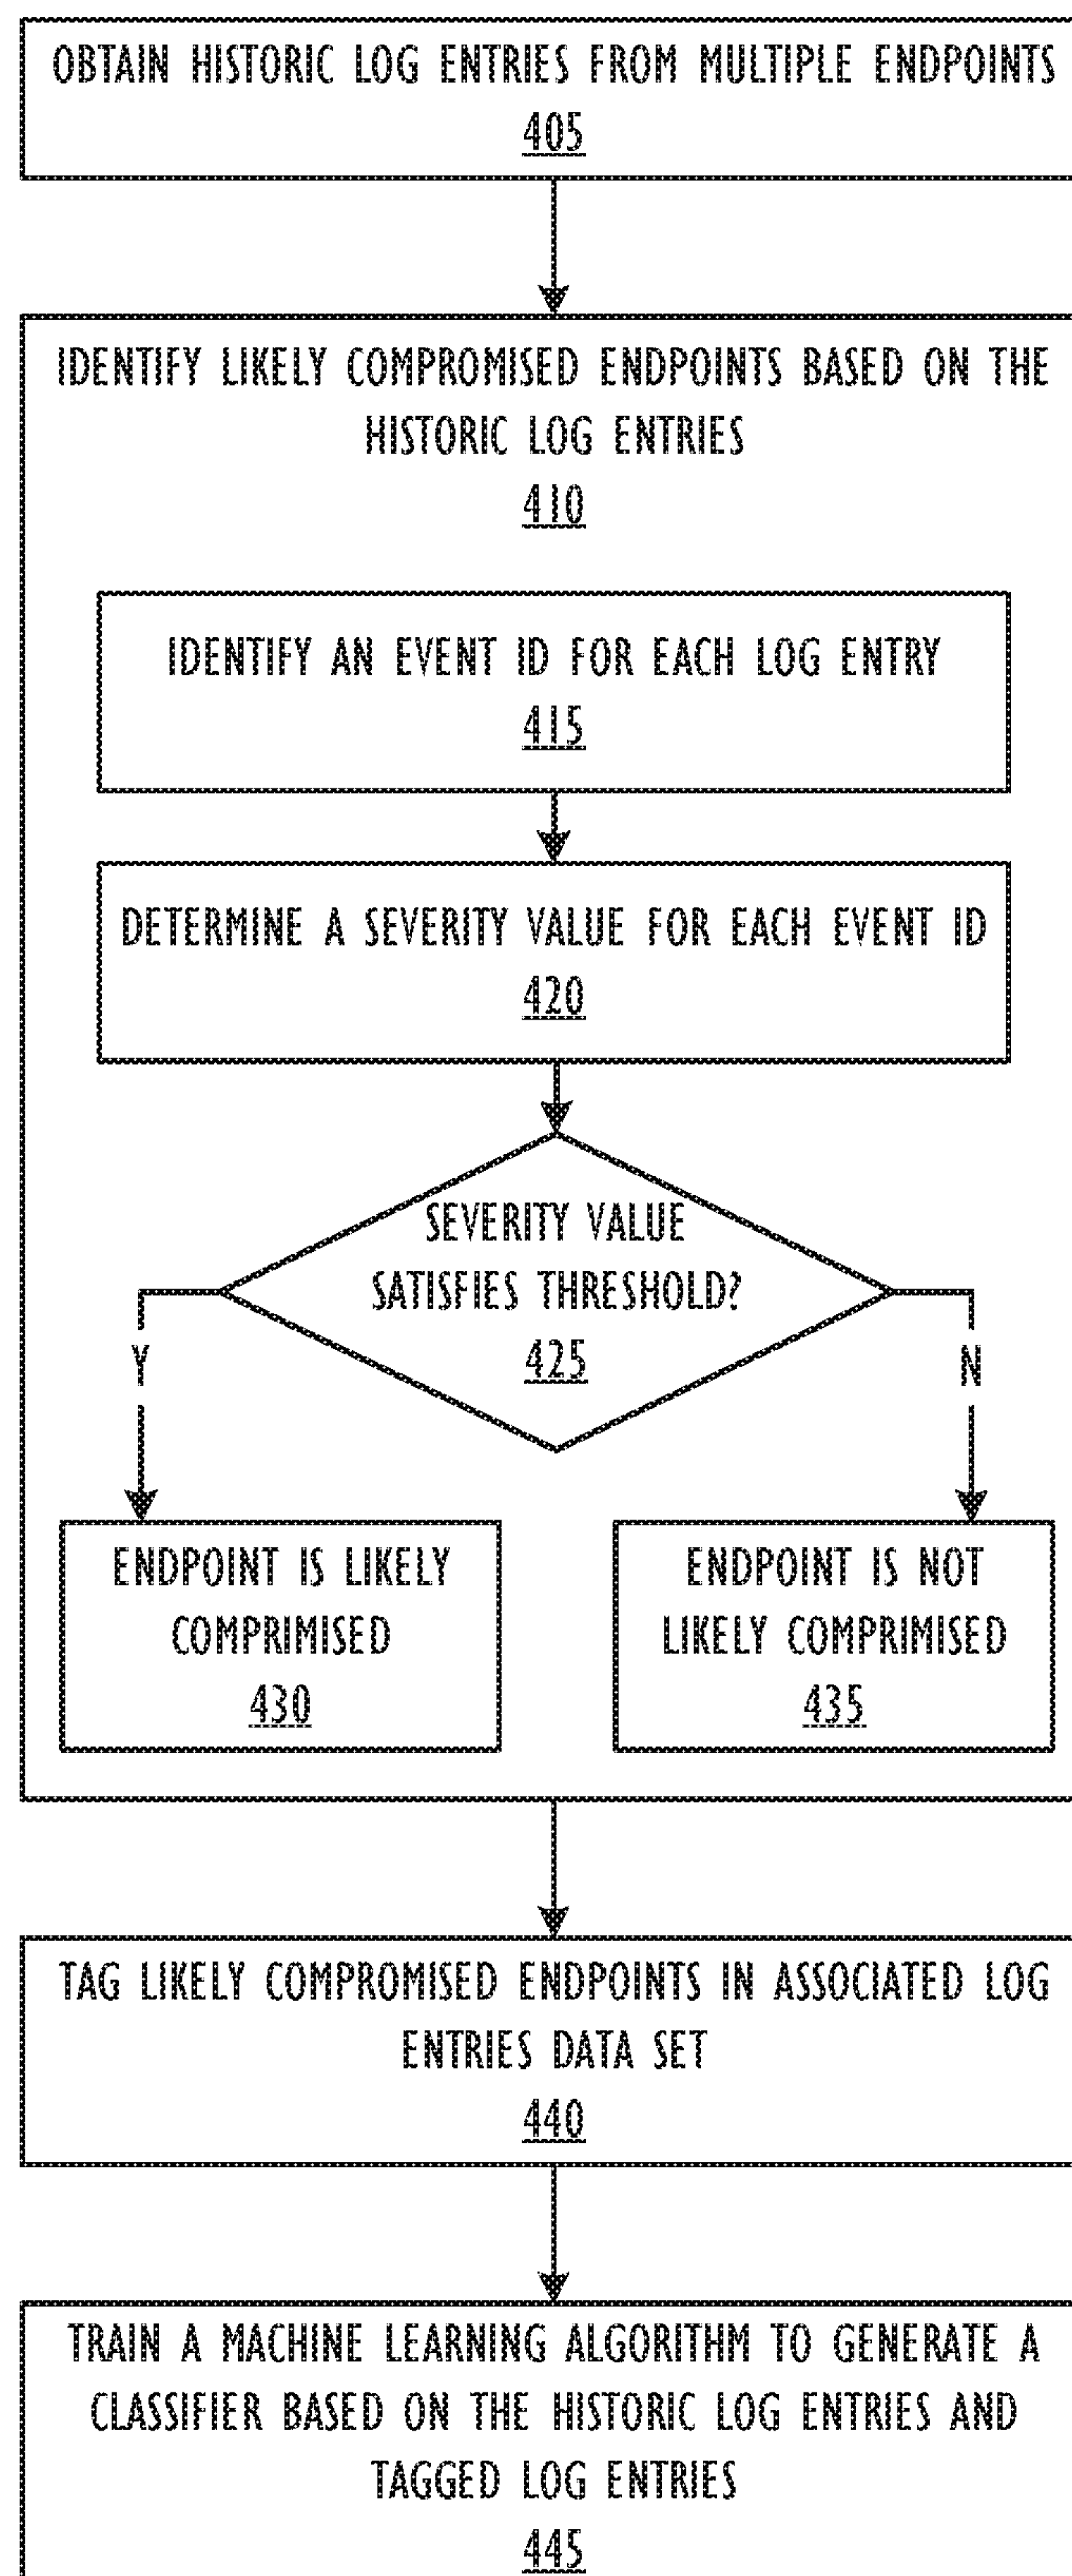 OBTAIN HISTORIC LOG ENTRIES FROM MULTIPLE ENDPOINTS
405
IDENTIFY LIKELY COMPROMISED ENDPOINTS BASED ON THE
HISTORIC LOG ENTRIES
410
IDENTIFY AN EVENT ID FOR EACH LOG ENTRY
415
DETERMINE A SEVERITY VALUE FOR EACH EVENT ID
420
SEVERITY VALUE
SATISFIES THRESHOLD?
425
Y
N
ENDPOINT IS LIKELY
COMPRIMISED
430
ENDPOINT IS NOT
LIKELY COMPRIMISED
435
TAG LIKELY COMPROMISED ENDPOINTS IN ASSOCIATED LOG
ENTRIES DATA SET
440
TRAIN A MACHINE LEARNING ALGORITHM TO GENERATE A
CLASSIFIER BASED ON THE HISTORIC LOG ENTRIES AND
TAGGED LOG ENTRIES
445